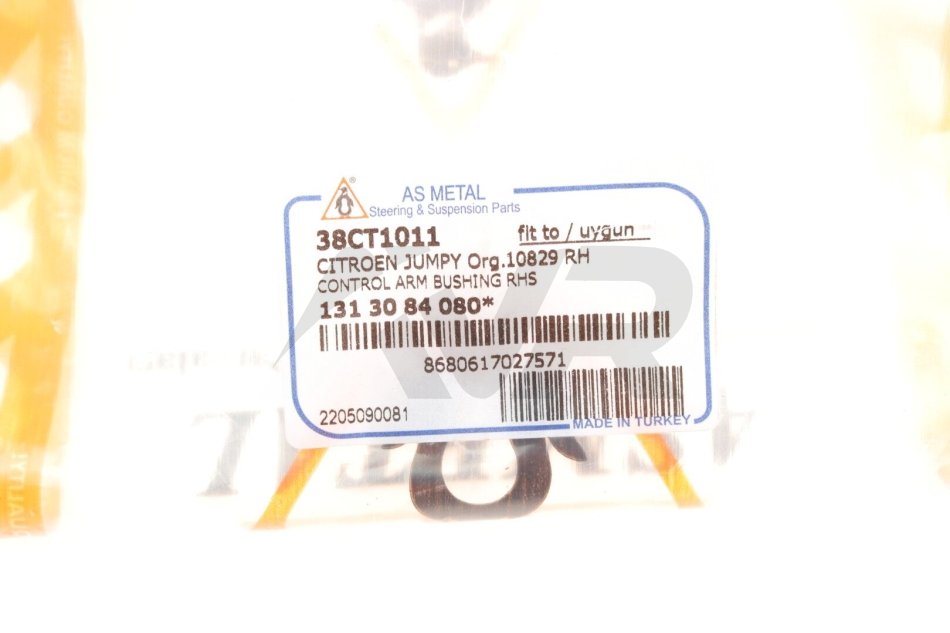 AS METAL
®
Steering & Suspension Parts
38CT1011
fit to / uygun
CITROEN JUMPY Org.10829 RH
CONTROL ARM BUSHING RHS
131 30 84 080*
8680617027571
2205090081
MADE IN TURKEY